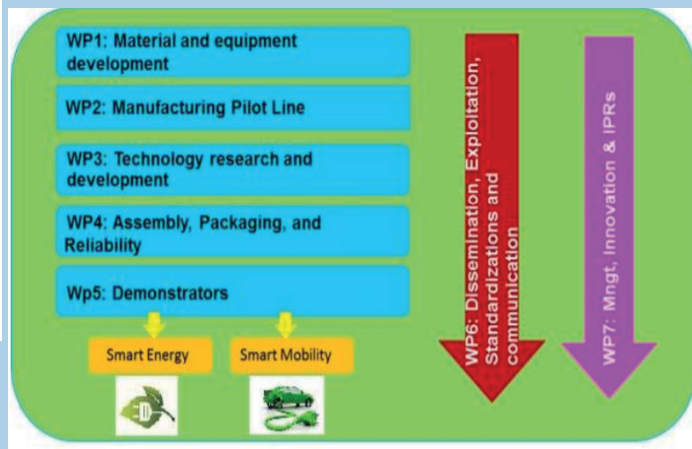 WP1: Material and equipment
development
WP2: Manufacturing Pilot Line
WP3: Technology research and
development
WP4: Assembly, Packaging, and
Reliability
Wp5: Demonstrators
Smart Energy
Smart Mobility
WP6: Dissemination, Exploitation,
Standardizations and
communication
WP7: Mngt, Innovation & IPRs